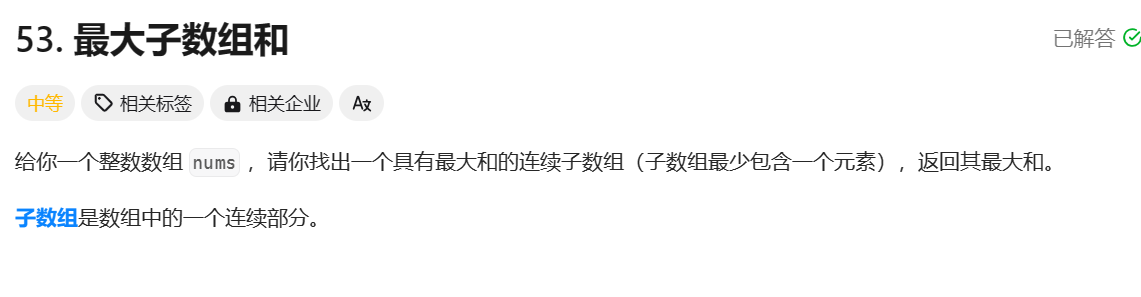 53. 最大子数组和
已解答
中等 相关标签 相关企业 A文
给你一个整数数组 nums ，请你找出一个具有最大和的连续子数组（子数组最少包含一个元素），返回其最大和。
子数组是数组中的一个连续部分。